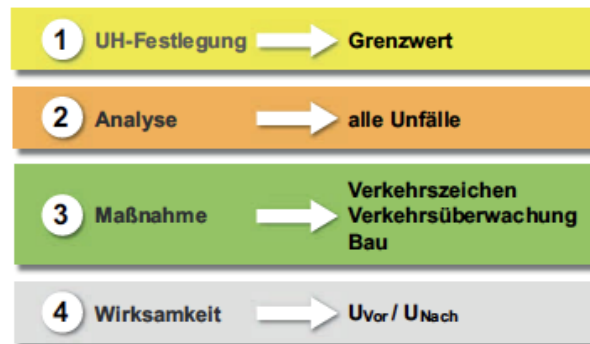 1 UH-Festlegung Grenzwert
2 Analyse alle Unfälle
3 Maßnahme Verkehrszeichen
Verkehrsüberwachung
Bau
4 Wirksamkeit UVor / UNach